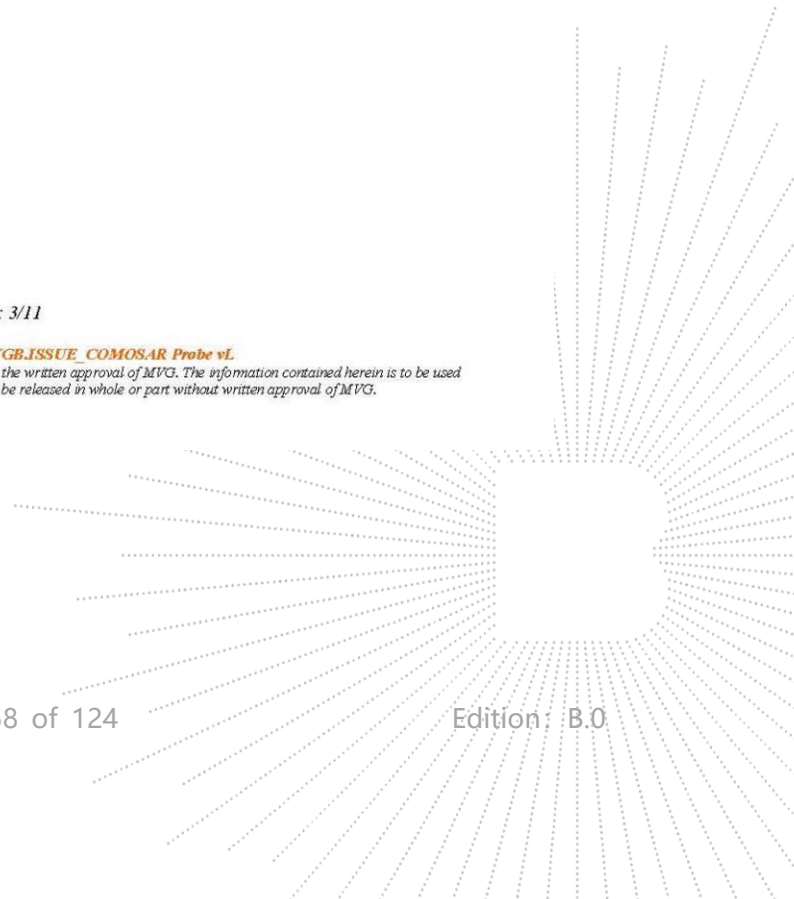 : 3/11
GB.ISSUE_COMOSAR Probe vL
the written approval of MVG. The information contained herein is to be used
be released in whole or part without written approval of MVG.
8 of 124
Edition: B.0